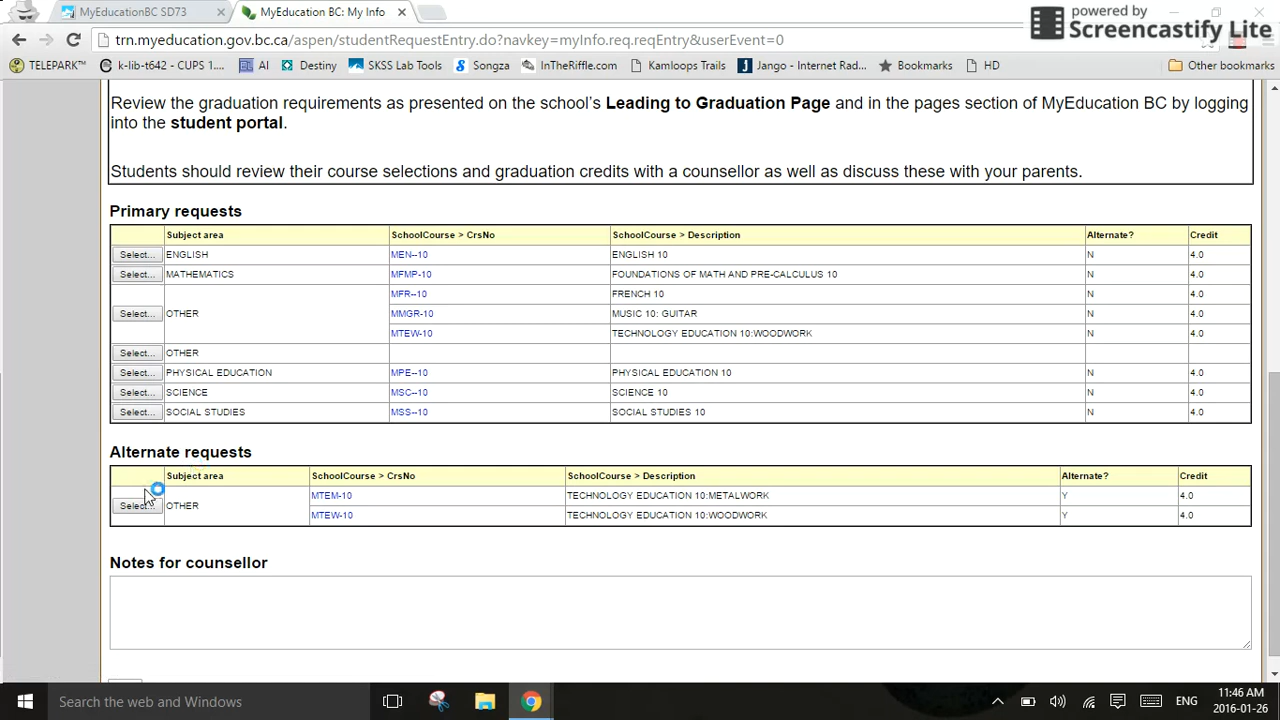 MyEducationBC SD73
MyEducation BC: My Info
powered by
Screencastify Lite
trn.myeducation.gov.bc.ca/aspen/studentRequestEntry.do?navkey=myInfo.req.reqEntry&userEvent=0
TELEPARK™
k-lib-t642 - CUPS 1....
AI
Destiny
SKSS Lab Tools
Songza
InTheRiffle.com
Kamloops Trails
Jango - Internet Rad...
Bookmarks
HD
Other bookmarks
Review the graduation requirements as presented on the school's Leading to Graduation Page and in the pages section of MyEducation BC by logging
into the student portal.
Students should review their course selections and graduation credits with a counsellor as well as discuss these with your parents.
Primary requests
Subject area SchoolCourse > CrsNo SchoolCourse > Description Alternate? Credit
Select... ENGLISH MEN--10 ENGLISH 10 N 4.0
Select... MATHEMATICS MFMP-10 FOUNDATIONS OF MATH AND PRE-CALCULUS 10 N 4.0
MFR--10 FRENCH 10 N 4.0
Select... OTHER MMGR-10 MUSIC 10: GUITAR N 4.0
MTEW-10 TECHNOLOGY EDUCATION 10:WOODWORK N 4.0
Select... OTHER
Select... PHYSICAL EDUCATION MPE--10 PHYSICAL EDUCATION 10 N 4.0
Select... SCIENCE MSC--10 SCIENCE 10 N 4.0
Select... SOCIAL STUDIES MSS--10 SOCIAL STUDIES 10 N 4.0
Alternate requests
Subject area SchoolCourse > CrsNo SchoolCourse > Description Alternate? Credit
MTEM-10 TECHNOLOGY EDUCATION 10:METALWORK Y 4.0
Select... OTHER
MTEW-10 TECHNOLOGY EDUCATION 10:WOODWORK Y 4.0
Notes for counsellor
Search the web and Windows
ENG
11:46 AM
2016-01-26